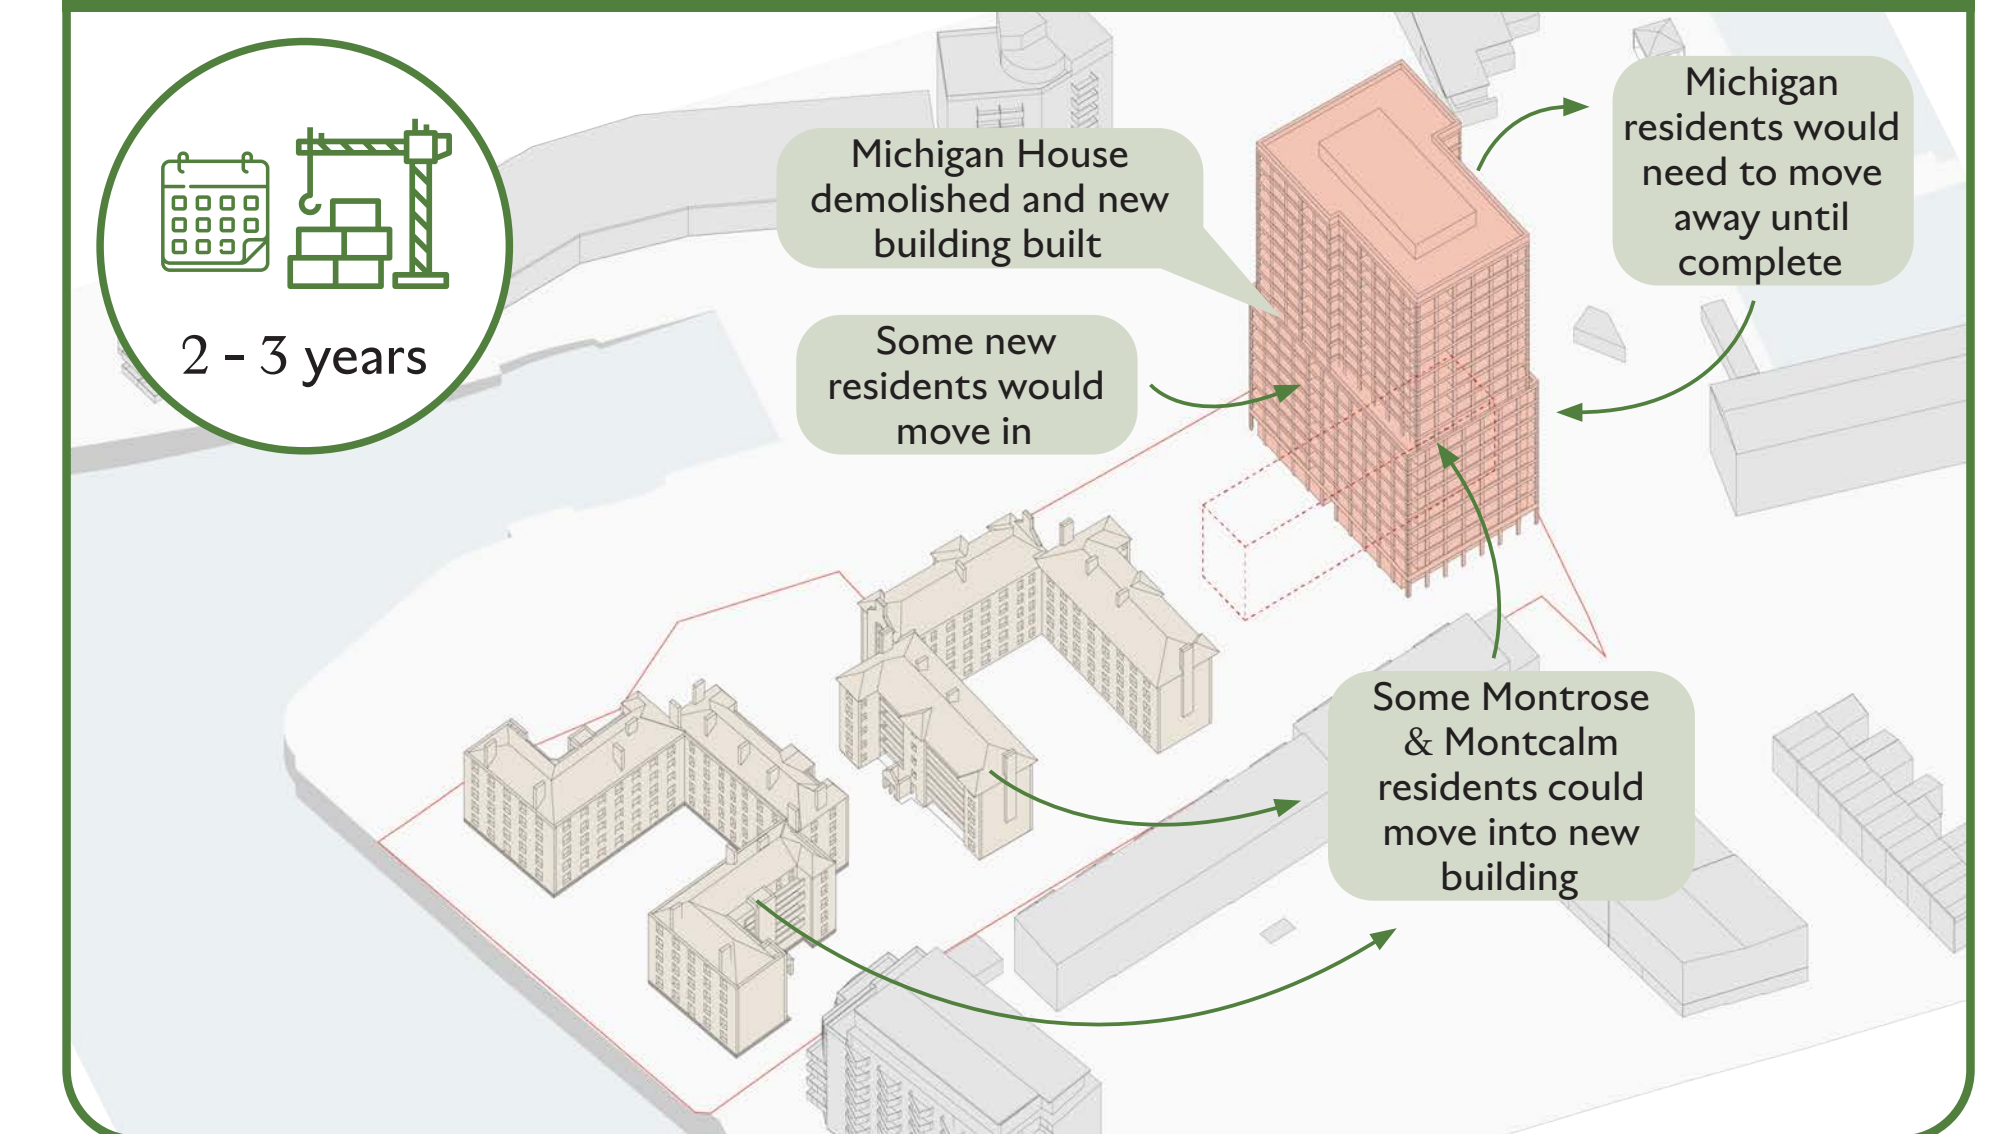 2 - 3 years
Michigan House
demolished and new
building built
Some new
residents would
move in
Michigan
residents would
need to move
away until
complete
Some Montrose
& Montcalm
residents could
move into new
building